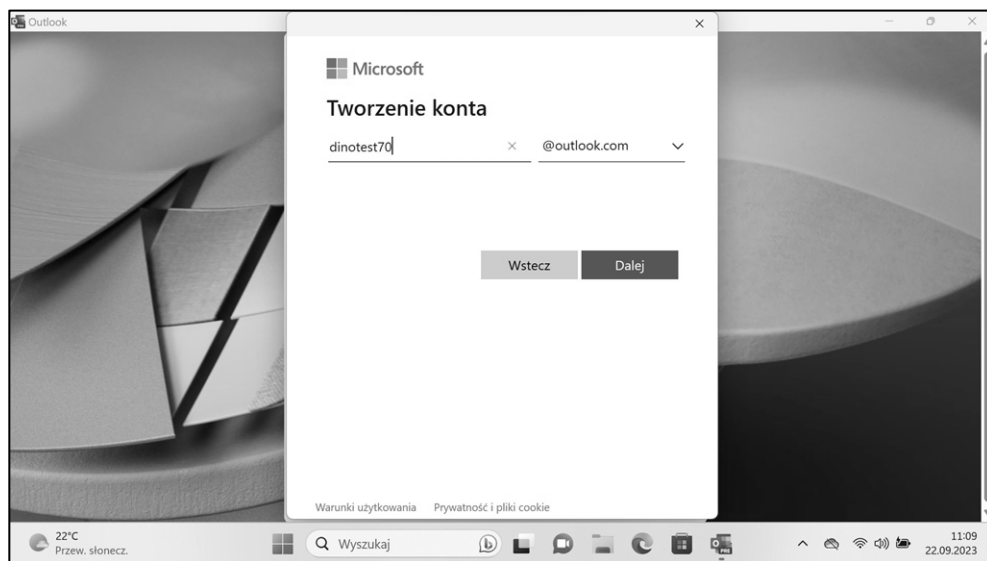 Outlook
Microsoft
Tworzenie konta
dinotest70
@outlook.com
Wstecz
Dalej
Warunki użytkowania Prywatność i pliki cookie
22°C
Przew. słonecz.
Wyszukaj
PRE
11:09
22.09.2023